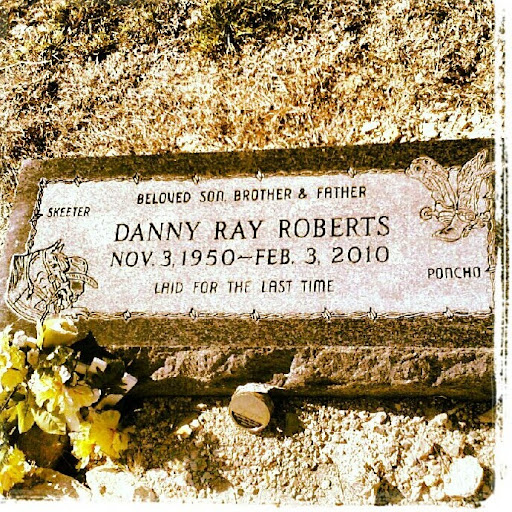 BELOVED SON, BROTHER & FATHER
SKEETER
DANNY RAY ROBERTS
NOV. 3, 1950~FEB. 3, 2010
PONCHO
LAID FOR THE LAST TIME